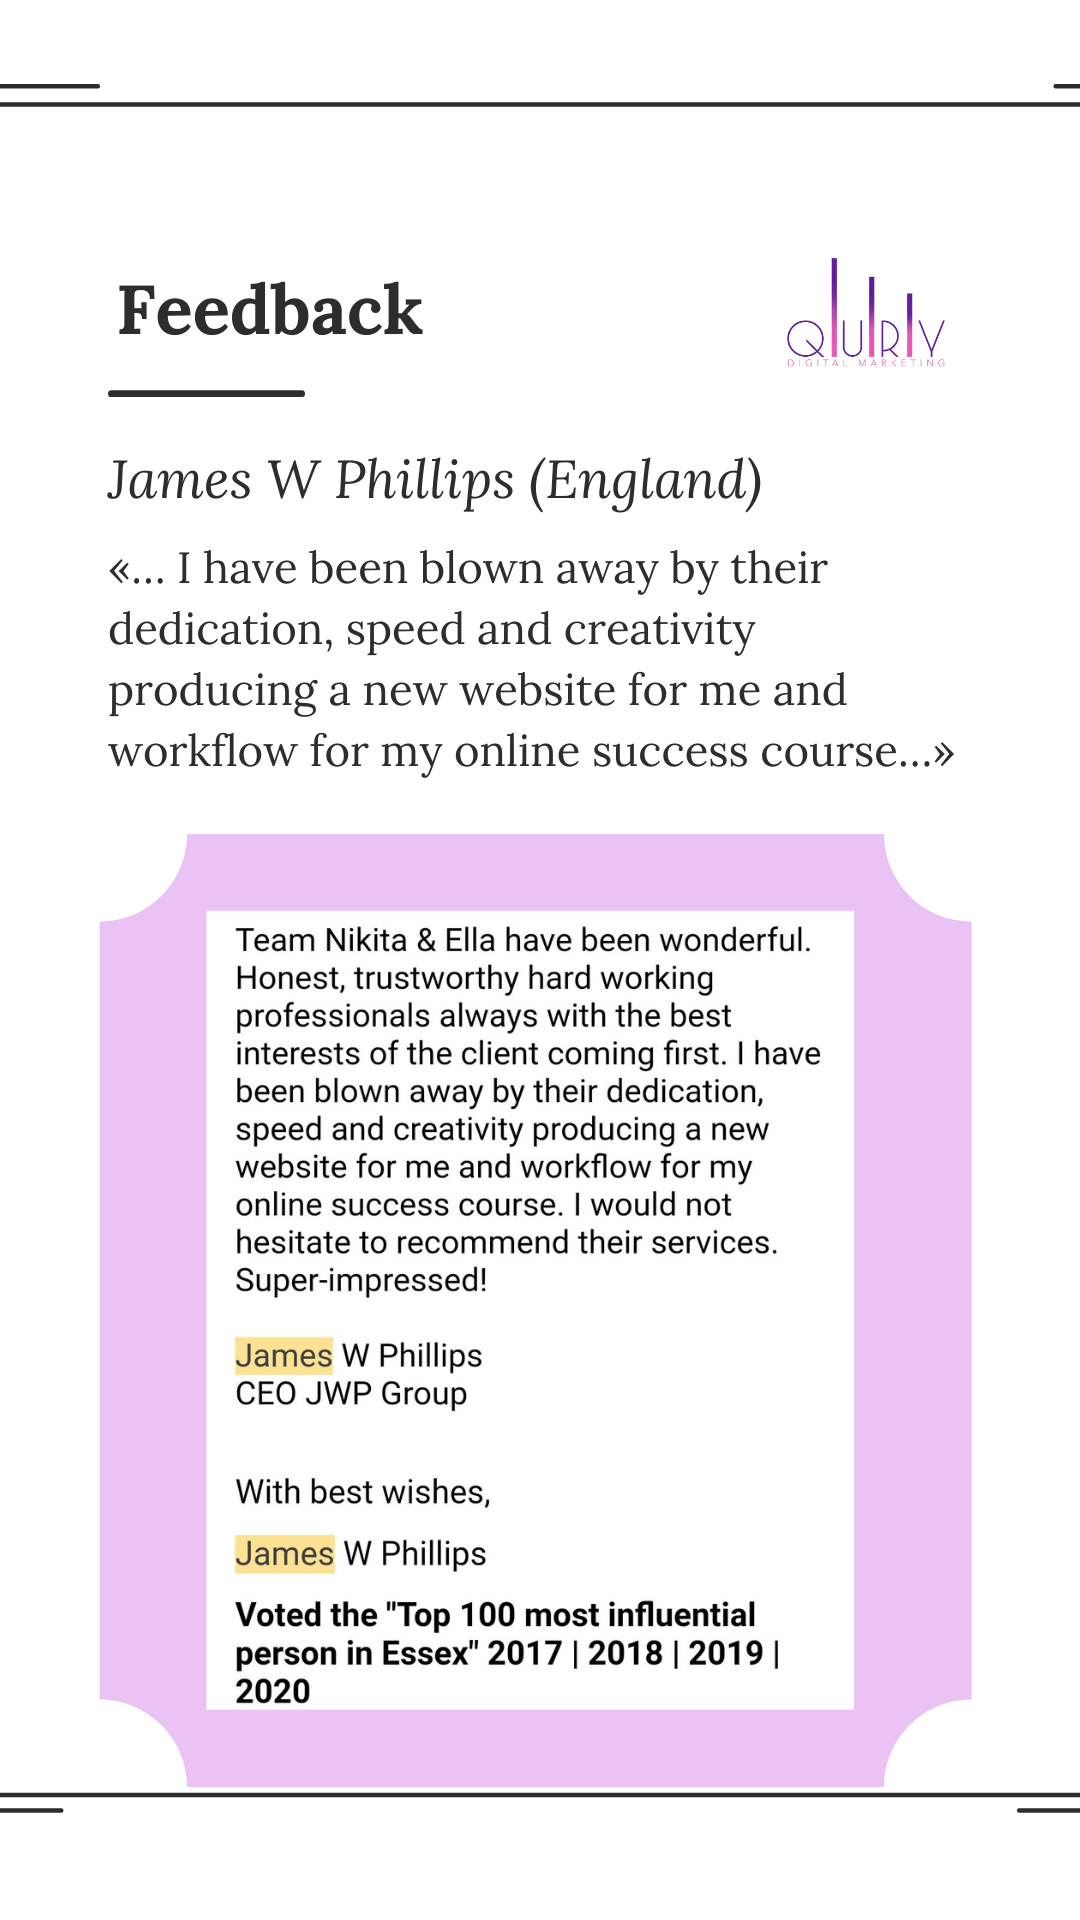 Feedback
QUIRIY
DIGITAL MARKETING
James W Phillips (England)
«... I have been blown away by their
dedication, speed and creativity
producing a new website for me and
workflow for my online success course...»
Team Nikita & Ella have been wonderful.
Honest, trustworthy hard working
professionals always with the best
interests of the client coming first. I have
been blown away by their dedication,
speed and creativity producing a new
website for me and workflow for my
online success course. I would not
hesitate to recommend their services.
Super-impressed!
James W Phillips
CEO JWP Group
With best wishes,
James W Phillips
Voted the "Top 100 most influential
person in Essex" 2017 | 2018 | 2019 |
2020